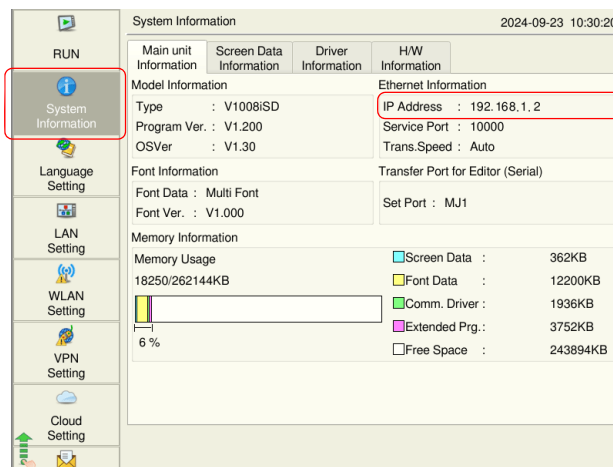 System Information 2024-09-23 10:30:20
RUN
System
Information
Language
Setting
LAN
Setting
WLAN
Setting
VPN
Setting
Cloud
Setting
Main unit
Information
Screen Data
Information
Driver
Information
H/W
Information
Model Information
Type : V1008iSD
Program Ver. : V1.200
OSVer : V1.30
Ethernet Information
IP Address : 192.168.1.2
Service Port : 10000
Trans.Speed : Auto
Font Information
Font Data : Multi Font
Font Ver. : V1.000
Transfer Port for Editor (Serial)
Set Port : MJ1
Memory Information
Memory Usage
18250/262144KB
6 %
Screen Data : 362KB
Font Data : 12200KB
Comm. Driver : 1936KB
Extended Prg. : 3752KB
Free Space : 243894KB